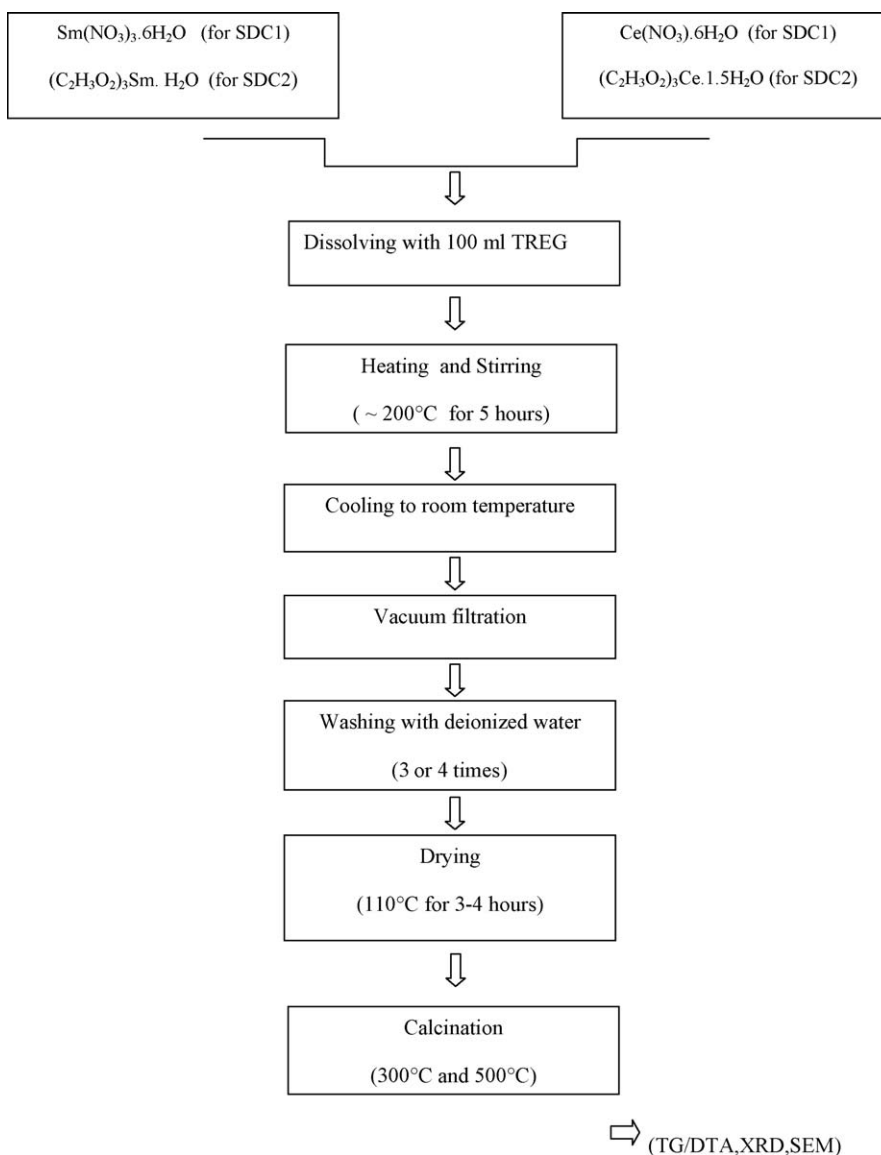 Sm(NO₃)₃.6H₂O (for SDC1)
(C₂H₃O₂)₃Sm. H₂O (for SDC2)
Ce(NO₃).6H₂O (for SDC1)
(C₂H₃O₂)₃Ce.1.5H₂O (for SDC2)
Dissolving with 100 ml TREG
Heating and Stirring
( ~ 200°C for 5 hours)
Cooling to room temperature
Vacuum filtration
Washing with deionized water
(3 or 4 times)
Drying
(110°C for 3-4 hours)
Calcination
(300°C and 500°C)
(TG/DTA,XRD,SEM)